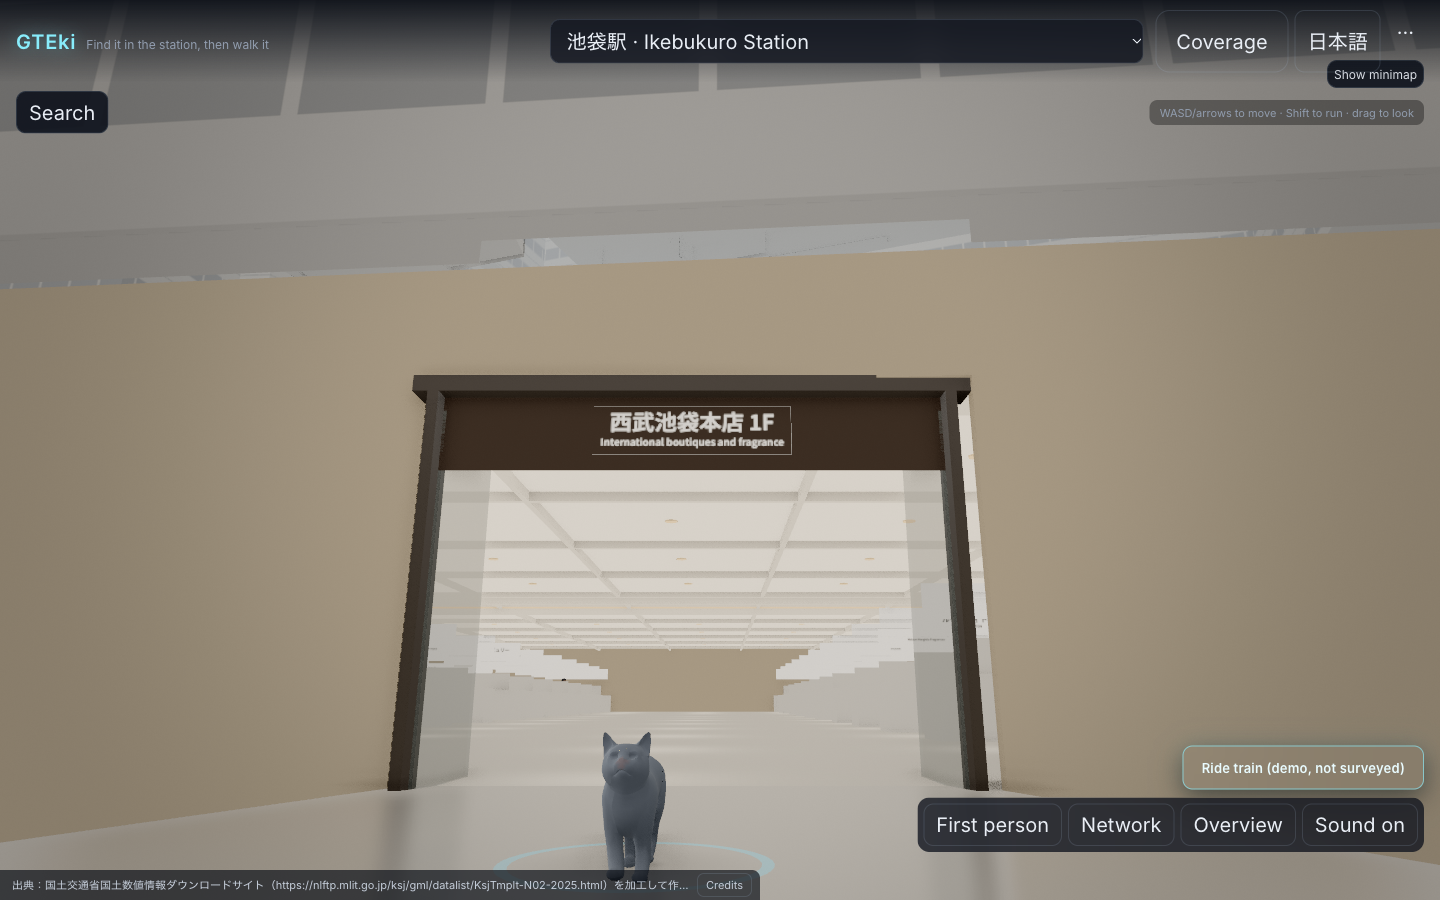 GTEki Find it in the station, then walk it
池袋駅 · Ikebukuro Station
Coverage
日本語
...
Show minimap
Search
WASD/arrows to move · Shift to run · drag to look
西武池袋本店 1F
International boutiques and fragrance
Ride train (demo, not surveyed)
First person
Network
Overview
Sound on
出典：国土交通省国土数値情報ダウンロードサイト（https://nlftp.mlit.go.jp/ksj/gml/datalist/KsjTmplt-N02-2025.html）を加工して作...
Credits